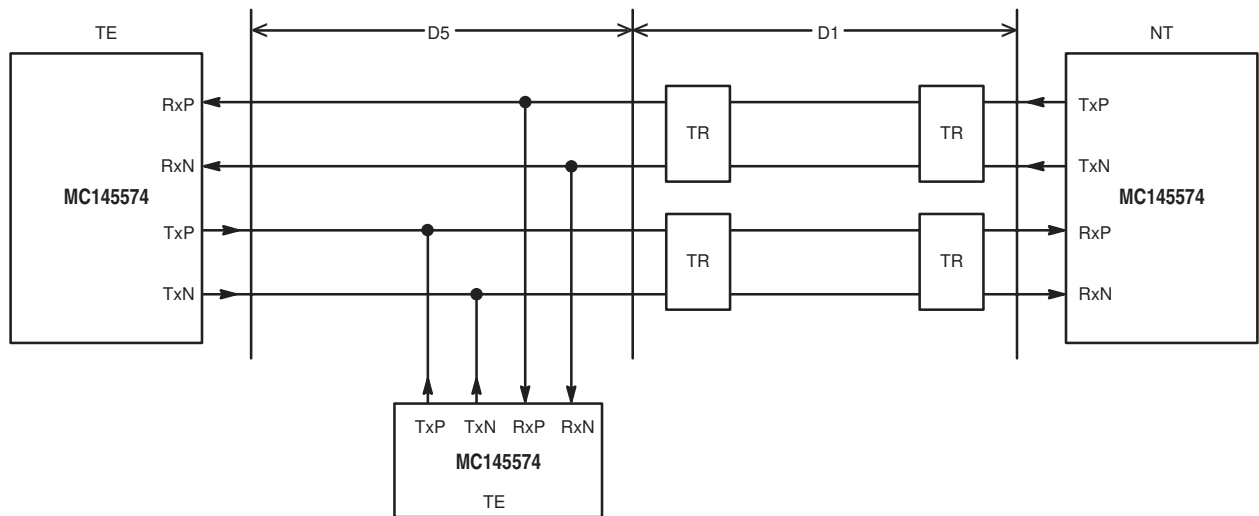 TE
D5
D1
NT
RxP
TxP
TR
TR
RxN
TxN
MC145574
MC145574
TxP
RxP
TR
TR
TxN
RxN
TxP TxN RxP RxN
MC145574
TE